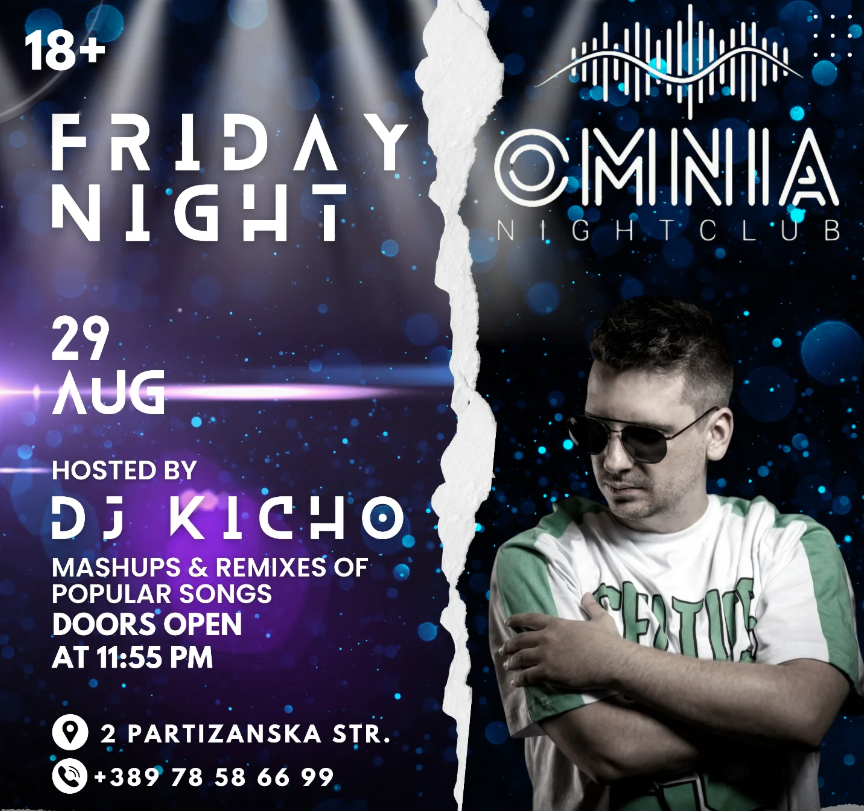 18+
FRIDAY
NIGHT
29
AUG
HOSTED BY
DJ KICHO
MASHUPS & REMIXES OF
POPULAR SONGS
DOORS OPEN
AT 11:55 PM
2 PARTIZANSKA STR.
+389 78 58 66 99
OMNIA
NIGHTCLUB